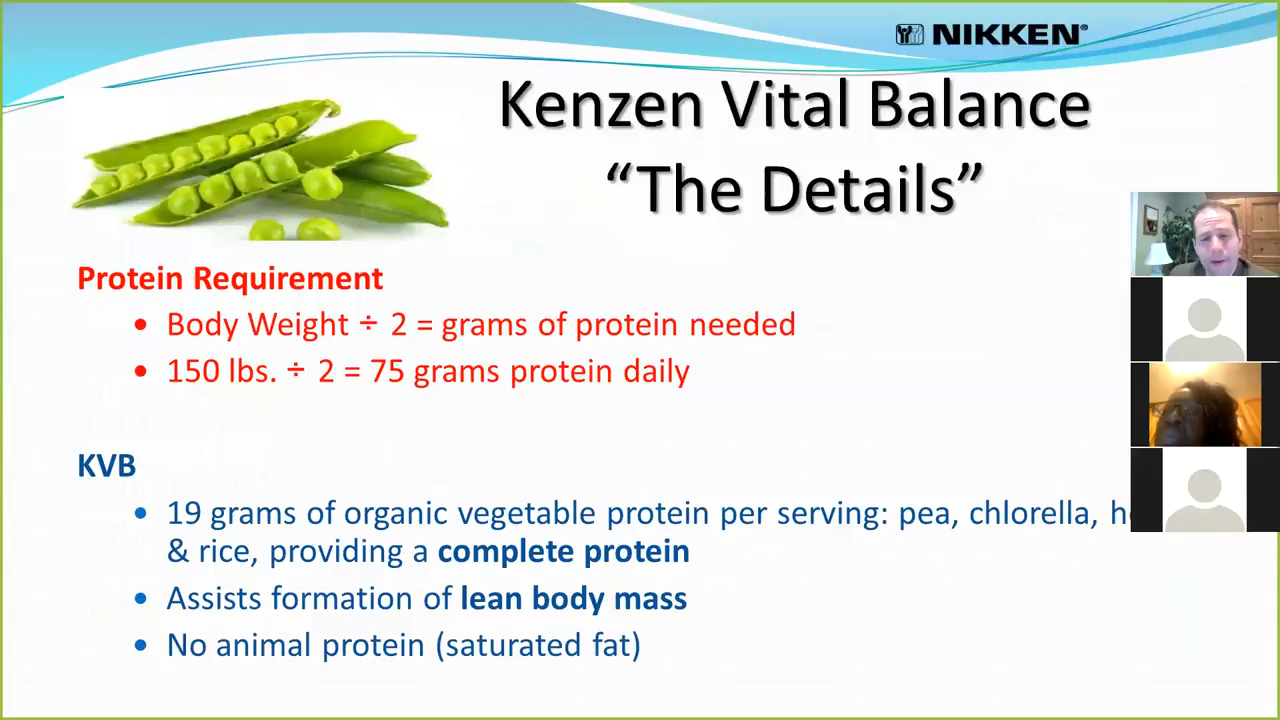 NIKKEN®
Kenzen Vital Balance
“The Details”
Protein Requirement
• Body Weight ÷ 2 = grams of protein needed
• 150 lbs. ÷ 2 = 75 grams protein daily
KVB
• 19 grams of organic vegetable protein per serving: pea, chlorella,
& rice, providing a complete protein
• Assists formation of lean body mass
• No animal protein (saturated fat)